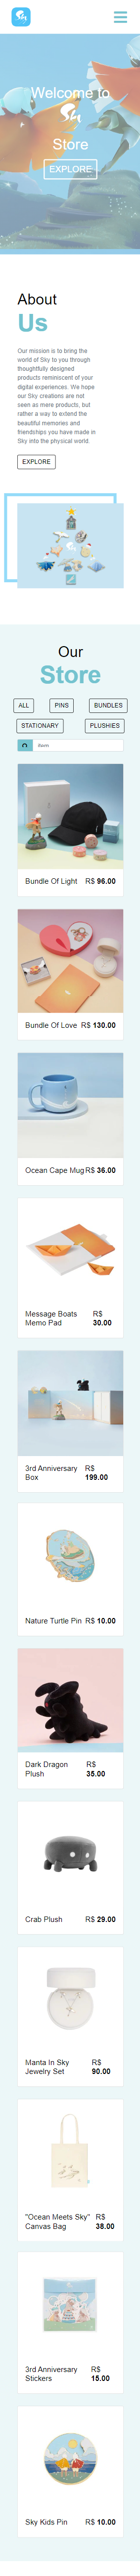 Welcome to
Store
EXPLORE
About
Us
Our mission is to bring the
world of Sky to you through
thoughtfully designed
products reminiscent of your
digital experiences. We hope
our Sky creations are not
seen as more products, but
rather a way to extend the
beautiful memories and
friendships you have made in
Sky into the physical world.
EXPLORE
Our
Store
ALL PINS BUNDLES
STATIONARY PLUSHIES
item
Bundle Of Light R$ 96.00
Bundle Of Love R$ 130.00
Ocean Cape Mug R$ 36.00
Message Boats R$
Memo Pad 30.00
3rd Anniversary R$
Box 199.00
Nature Turtle Pin R$ 10.00
Dark Dragon R$
Plush 35.00
Crab Plush R$ 29.00
Manta In Sky R$
Jewelry Set 90.00
"Ocean Meets Sky" R$
Canvas Bag 38.00
3rd Anniversary R$
Stickers 15.00
Sky Kids Pin R$ 10.00